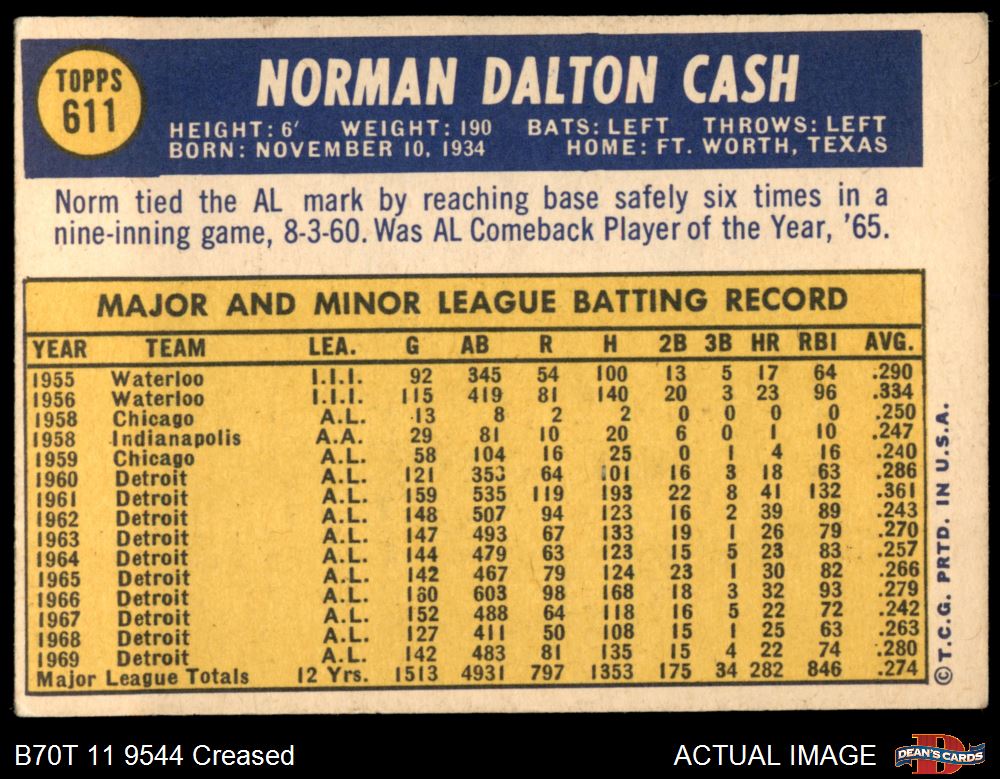 TOPPS
611
NORMAN DALTON CASH
HEIGHT: 6' WEIGHT: 190 BATS: LEFT THROWS: LEFT
BORN: NOVEMBER 10, 1934 HOME: FT. WORTH, TEXAS
Norm tied the AL mark by reaching base safely six times in a
nine-inning game, 8-3-60. Was AL Comeback Player of the Year, '65.
MAJOR AND MINOR LEAGUE BATTING RECORD
YEAR TEAM LEA. G AB R H 2B 3B HR RBI AVG.
1955 Waterloo I.I.I. 92 345 54 100 13 5 17 64 .290
1956 Waterloo I.I.I. 115 419 81 140 20 3 23 96 .334
1958 Chicago A.L. 13 8 2 2 0 0 0 0 .250
1958 Indianapolis A.A. 29 81 10 20 6 0 1 10 .247
1959 Chicago A.L. 58 104 16 25 0 1 4 16 .240
1960 Detroit A.L. 121 353 64 101 16 3 18 63 .286
1961 Detroit A.L. 159 535 119 193 22 8 41 132 .361
1962 Detroit A.L. 148 507 94 123 16 2 39 89 .243
1963 Detroit A.L. 147 493 67 133 19 1 26 79 .270
1964 Detroit A.L. 144 479 63 123 15 5 23 83 .257
1965 Detroit A.L. 142 467 79 124 23 1 30 82 .266
1966 Detroit A.L. 160 603 98 168 18 3 32 93 .279
1967 Detroit A.L. 152 488 64 118 16 5 22 72 .242
1968 Detroit A.L. 127 411 50 108 15 1 25 63 .263
1969 Detroit A.L. 142 483 81 135 15 4 22 74 .280
Major League Totals 12 Yrs. 1513 4931 797 1353 175 34 282 846 .274
© T.C.G. PRTD. IN U.S.A.
B70T 11 9544 Creased
ACTUAL IMAGE
DEAN'S CARDS